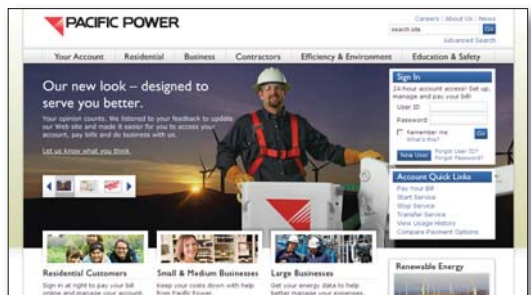 PACIFIC POWER
Careers | About Us | News
search site Go
Advanced Search
Your Account Residential Business Contractors Efficiency & Environment Education & Safety
Our new look – designed to
serve you better.
Your opinion counts. We listened to your feedback to update
our Web site and made it easier for you to access your
account, pay bills and do business with us.
Let us know what you think.
Sign In
24-hour account access! Set up,
manage and pay your bill!
User ID
Password
Remember me Go
What's this?
New User Forgot User ID?
Forgot Password?
Account Quick Links
Pay Your Bill
Start Service
Stop Service
Transfer Service
View Usage History
Compare Payment Options
Residential Customers
Sign in at right to pay your bill
online and manage your account.
Small & Medium Businesses
Keep your costs down with help
from Pacific Power.
Large Businesses
Get your energy data to help
better manage your expenses.
Renewable Energy